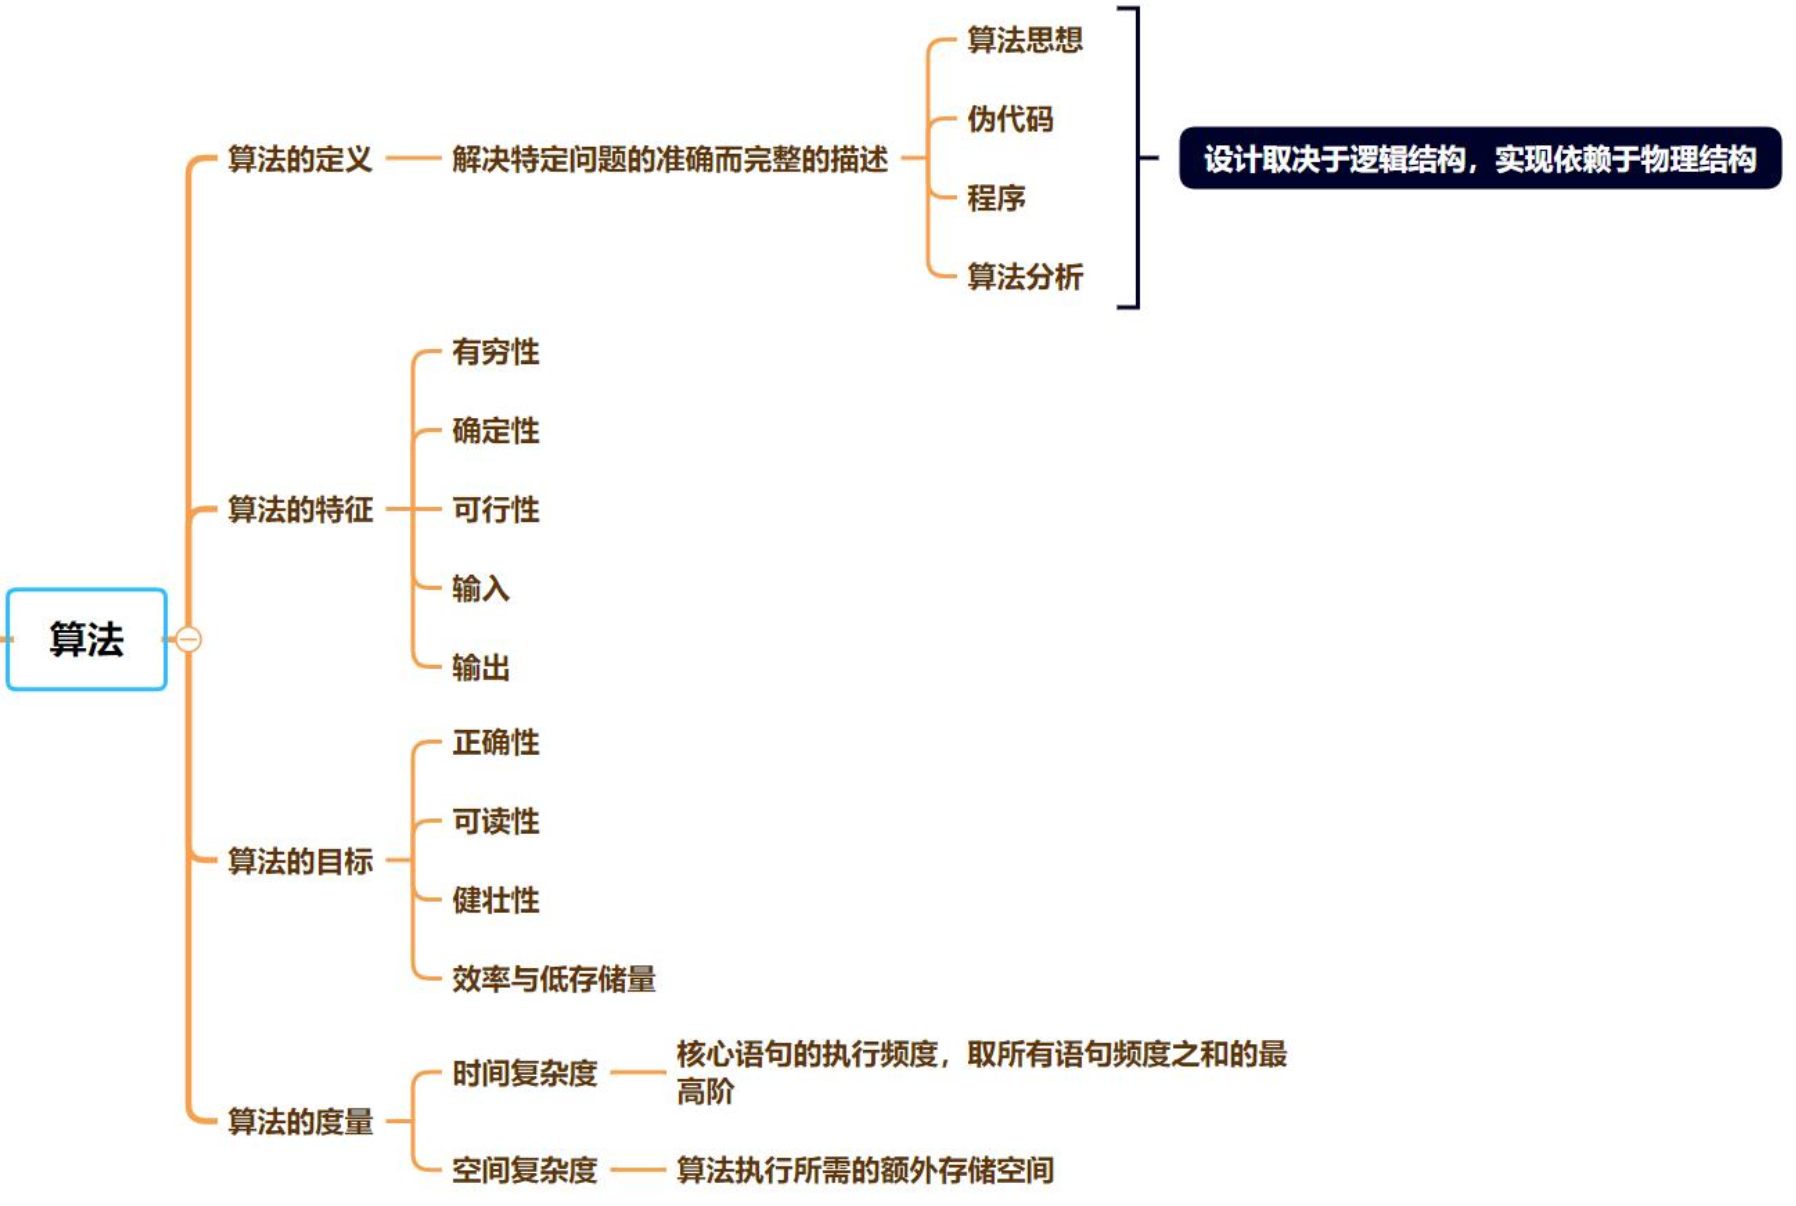 算法
算法的定义
解决特定问题的准确而完整的描述
算法思想
伪代码
程序
算法分析
设计取决于逻辑结构，实现依赖于物理结构
算法的特征
有穷性
确定性
可行性
输入
输出
算法的目标
正确性
可读性
健壮性
效率与低存储量
算法的度量
时间复杂度
核心语句的执行频度，取所有语句频度之和的最
高阶
空间复杂度
算法执行所需的额外存储空间